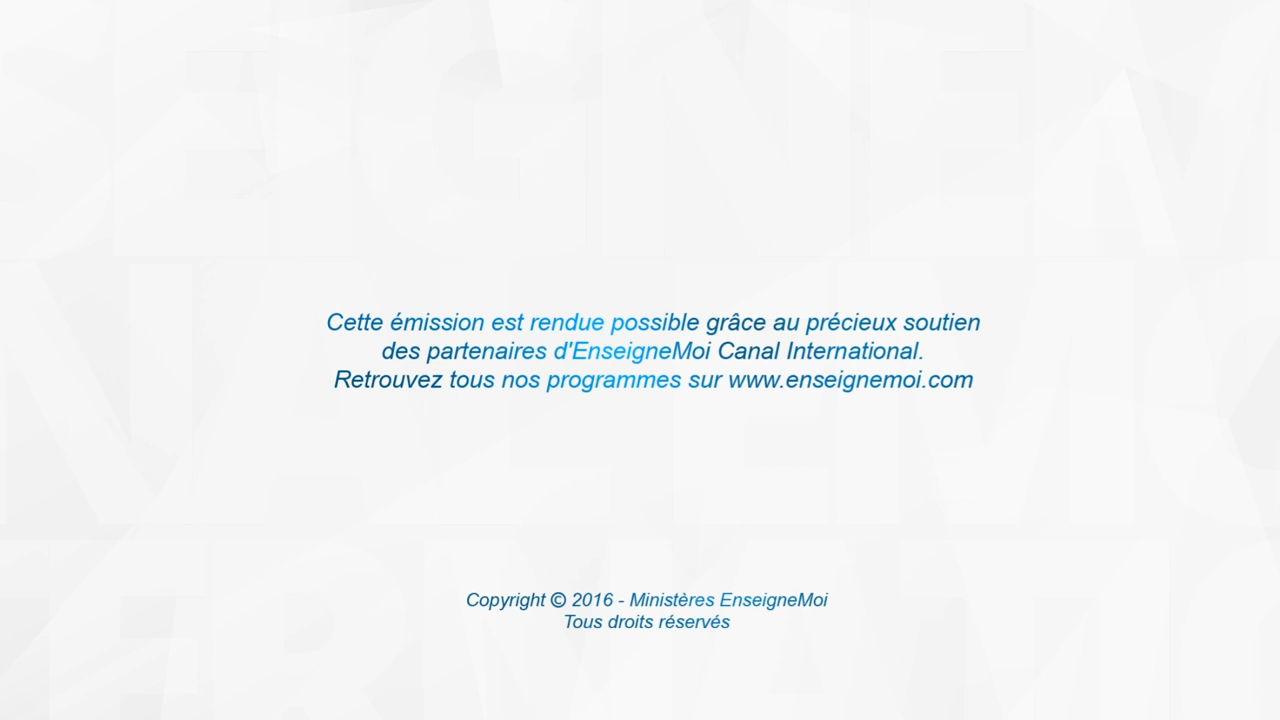 Cette émission est rendue possible grâce au précieux soutien
des partenaires d'EnseigneMoi Canal International.
Retrouvez tous nos programmes sur www.enseignemoi.com
Copyright © 2016 - Ministères EnseigneMoi
Tous droits réservés